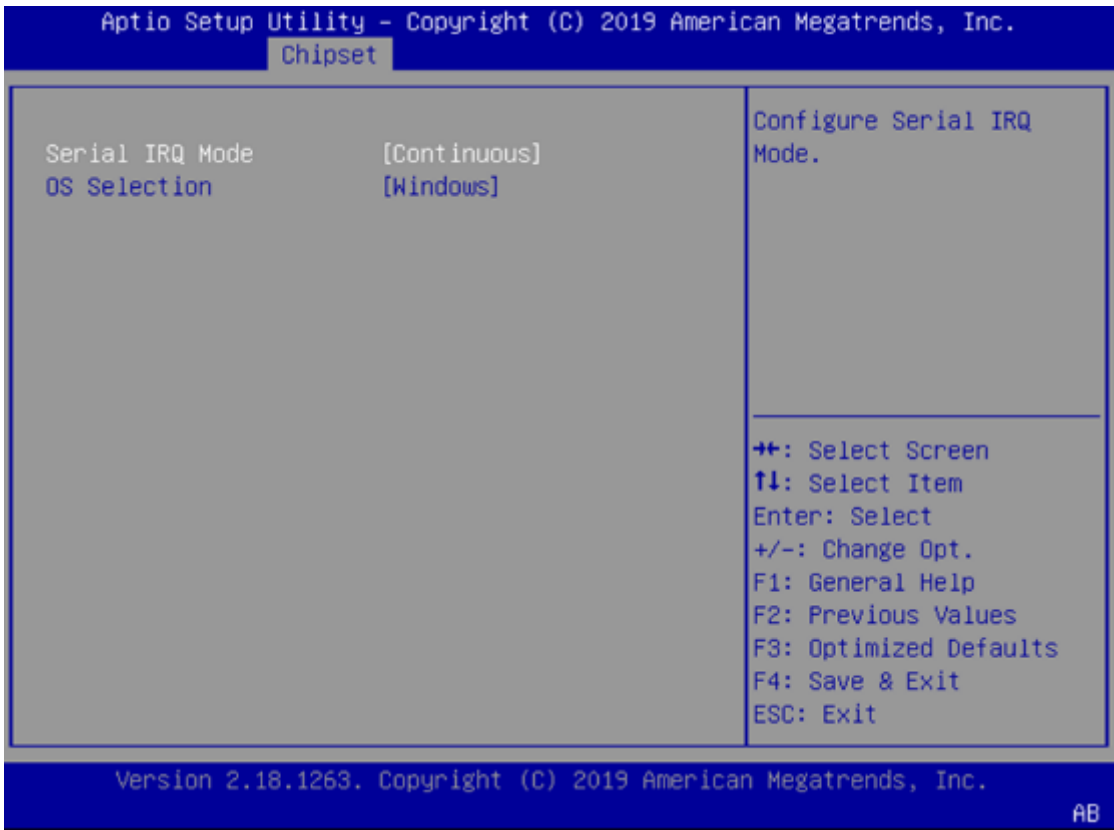 Aptio Setup Utility – Copyright (C) 2019 American Megatrends, Inc.
Chipset
Serial IRQ Mode [Continuous]
OS Selection [Windows]
Configure Serial IRQ
Mode.
→←: Select Screen
↑↓: Select Item
Enter: Select
+/-: Change Opt.
F1: General Help
F2: Previous Values
F3: Optimized Defaults
F4: Save & Exit
ESC: Exit
Version 2.18.1263. Copyright (C) 2019 American Megatrends, Inc.
AB